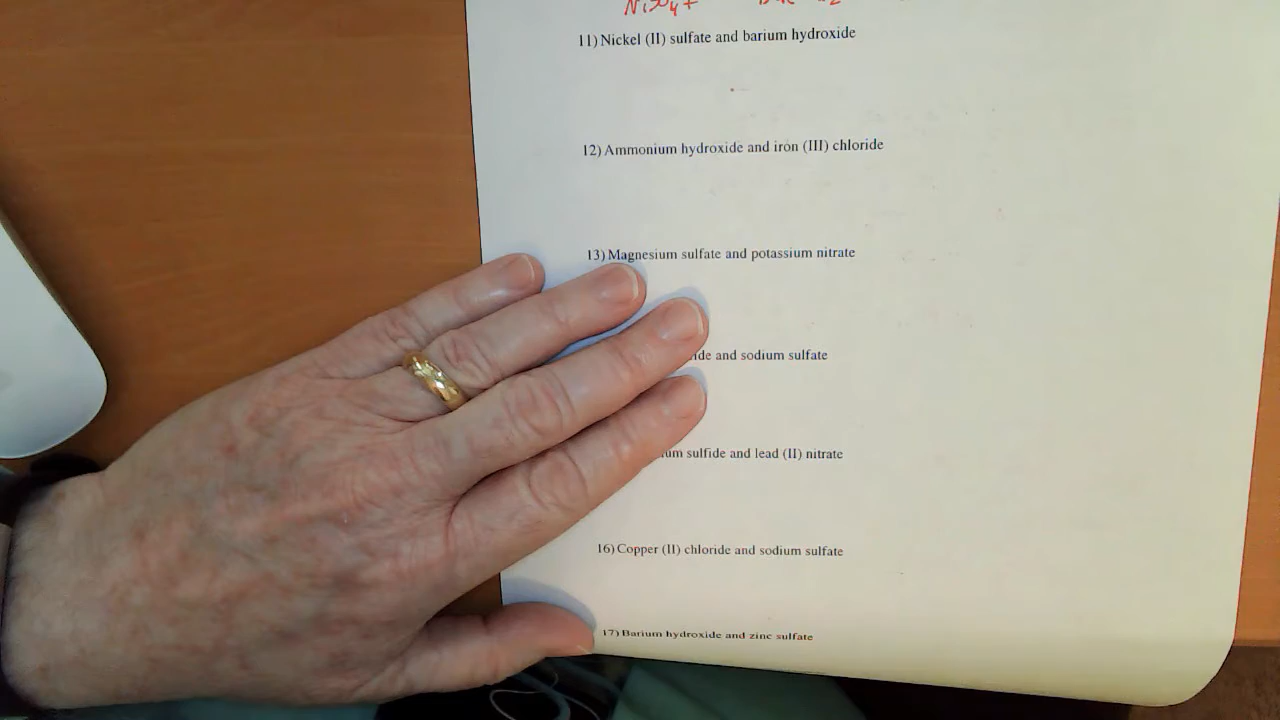 NiSO4 +
11) Nickel (II) sulfate and barium hydroxide
12) Ammonium hydroxide and iron (III) chloride
13) Magnesium sulfate and potassium nitrate
and sodium sulfate
sulfide and lead (II) nitrate
16) Copper (II) chloride and sodium sulfate
17) Barium hydroxide and zinc sulfate